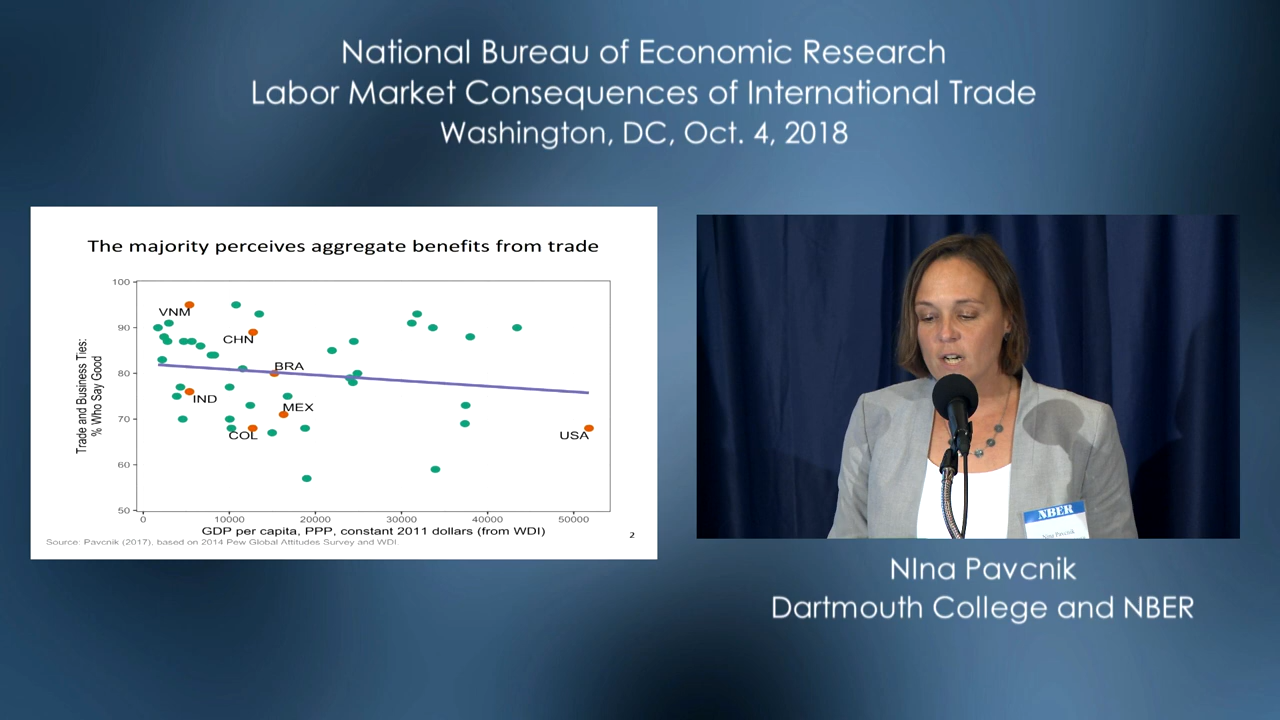 National Bureau of Economic Research
Labor Market Consequences of International Trade
Washington, DC, Oct. 4, 2018
The majority perceives aggregate benefits from trade
Trade and Business Ties:
% Who Say Good
100
90
80
70
60
50
VNM
CHN
BRA
IND
MEX
COL
USA
0
10000
20000
30000
40000
50000
GDP per capita, PPP, constant 2011 dollars (from WDI)
Source: Pavcnik (2017), based on 2014 Pew Global Attitudes Survey and WDI.
2
NBER
Nina Pavcnik
NIna Pavcnik
Dartmouth College and NBER